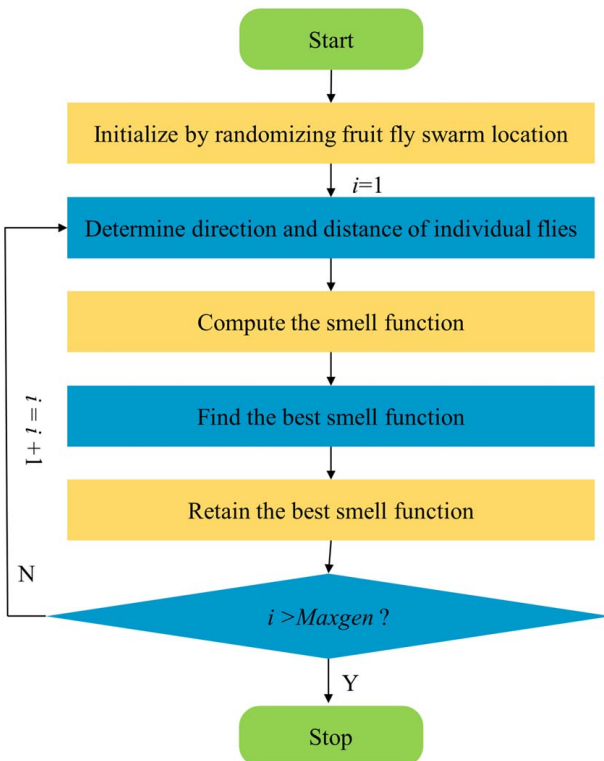 Start
Initialize by randomizing fruit fly swarm location
i=1
Determine direction and distance of individual flies
Compute the smell function
Find the best smell function
i = i +1
Retain the best smell function
N
i >Maxgen ?
Y
Stop